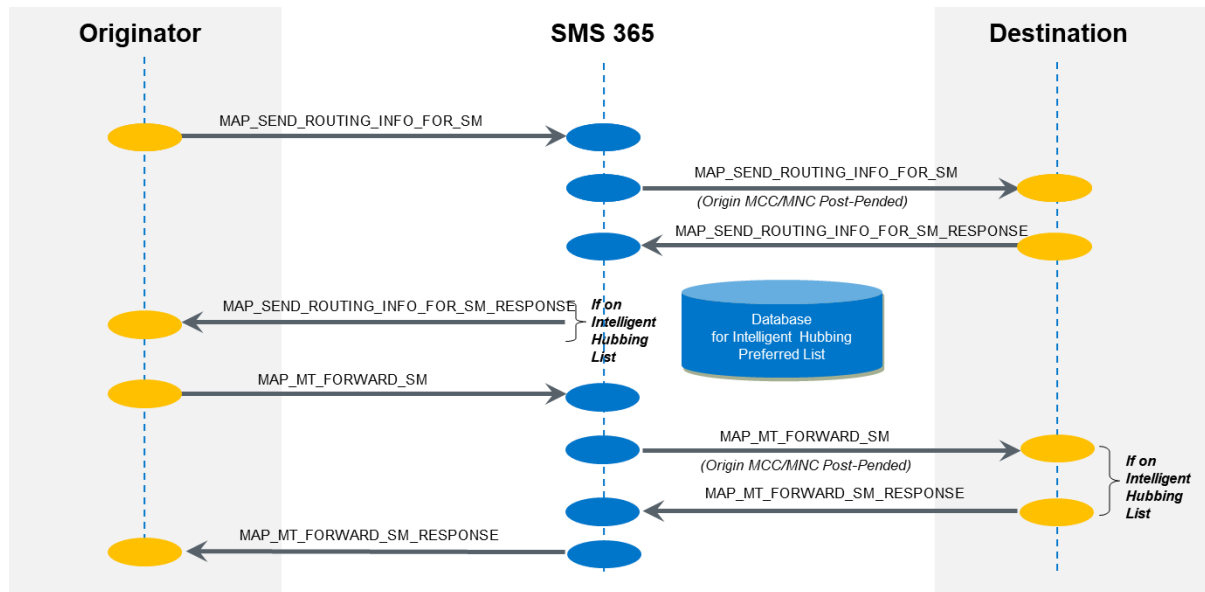 Originator
SMS 365
Destination
MAP_SEND_ROUTING_INFO_FOR_SM
MAP_SEND_ROUTING_INFO_FOR_SM
(Origin MCC/MNC Post-Pended)
MAP_SEND_ROUTING_INFO_FOR_SM_RESPONSE
MAP_SEND_ROUTING_INFO_FOR_SM_RESPONSE
If on
Intelligent
Hubbing
List
Database
for Intelligent Hubbing
Preferred List
MAP_MT_FORWARD_SM
MAP_MT_FORWARD_SM
(Origin MCC/MNC Post-Pended)
MAP_MT_FORWARD_SM_RESPONSE
If on
Intelligent
Hubbing
List
MAP_MT_FORWARD_SM_RESPONSE